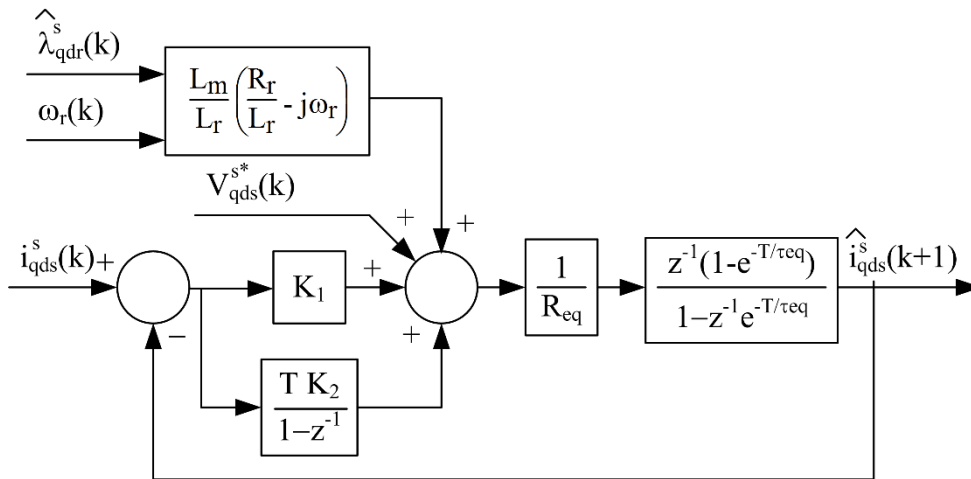 λ̂ˢqdr(k)
ωr(k)
Lm/Lr (Rr/Lr - jωr)
Vˢ*qds(k)
+
+
iˢqds(k)
+
−
K1
+
+
T K2 / 1−z⁻¹
1/Req
z⁻¹(1-e^-T/τeq) / 1−z⁻¹e^-T/τeq
îˢqds(k+1)